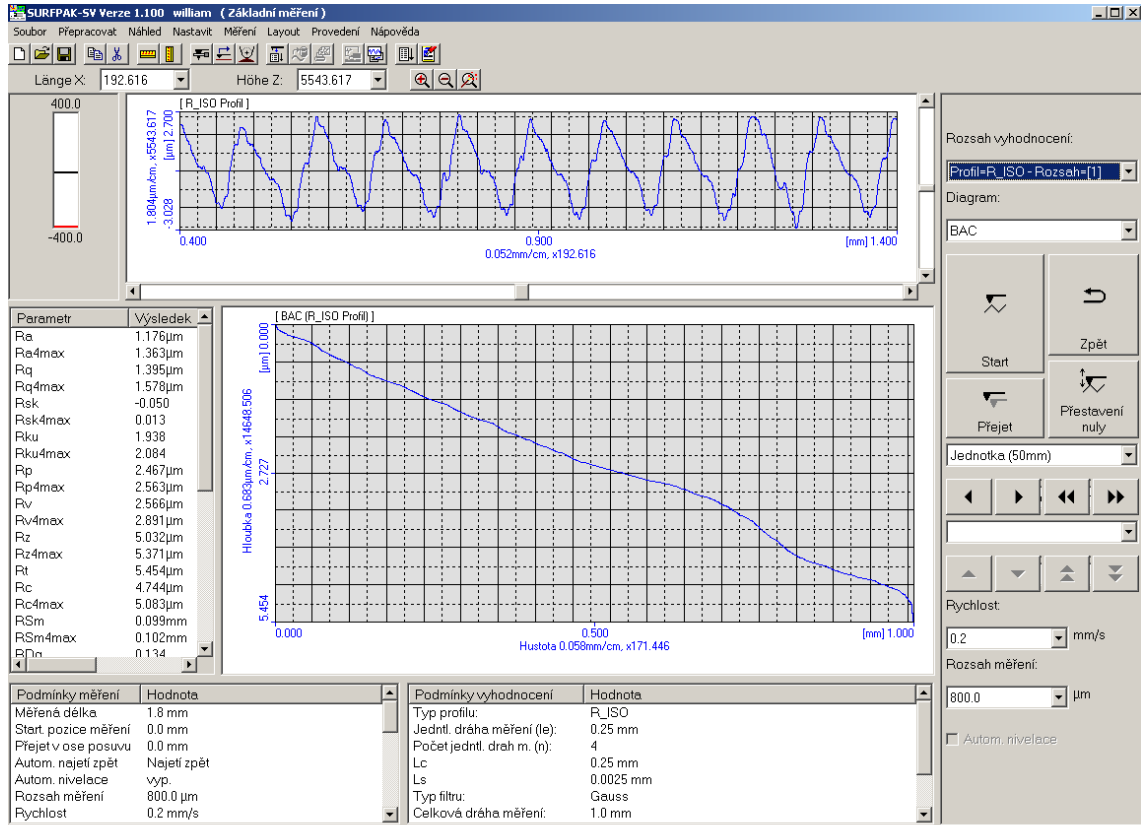 SURFPAK-SV Verze 1.100 william ( Základní měření )
Soubor Přepracovat Náhled Nastavit Měření Layout Provedení Nápověda
Länge X: 192.616 Höhe Z: 5543.617
400.0
-400.0
[ R_ISO Profil ]
1.804µm/cm, x5543.617
-3.028 [µm] 2.700
0.400 0.900 [mm] 1.400
0.052mm/cm, x192.616
Parametr Výsledek
Ra 1.176µm
Ra4max 1.363µm
Rq 1.395µm
Rq4max 1.578µm
Rsk -0.050
Rsk4max 0.013
Rku 1.938
Rku4max 2.084
Rp 2.467µm
Rp4max 2.563µm
Rv 2.566µm
Rv4max 2.891µm
Rz 5.032µm
Rz4max 5.371µm
Rt 5.454µm
Rc 4.744µm
Rc4max 5.083µm
RSm 0.099mm
RSm4max 0.102mm
RDq 0.134
[ BAC (R_ISO Profil) ]
Hloubka 0.683µm/cm, x14648.506
5.454 2.727 [µm] 0.000
0.000 0.500 [mm] 1.000
Hustota 0.058mm/cm, x171.446
Podmínky měření Hodnota
Měřená délka 1.8 mm
Start. pozice měření 0.0 mm
Přejet v ose posuvu 0.0 mm
Autom. najetí zpět Najetí zpět
Autom. nivelace vyp.
Rozsah měření 800.0 µm
Rychlost 0.2 mm/s
Podmínky vyhodnocení Hodnota
Typ profilu: R_ISO
Jedntl. dráha měření (le): 0.25 mm
Počet jedntl. drah m. (n): 4
Lc 0.25 mm
Ls 0.0025 mm
Typ filtru: Gauss
Celková dráha měření: 1.0 mm
Rozsah vyhodnocení:
Profil=R_ISO - Rozsah=[1]
Diagram:
BAC
Start
Zpět
Přejet
Přestavení
nuly
Jednotka (50mm)
Rychlost:
0.2 mm/s
Rozsah měření:
800.0 µm
Autom. nivelace